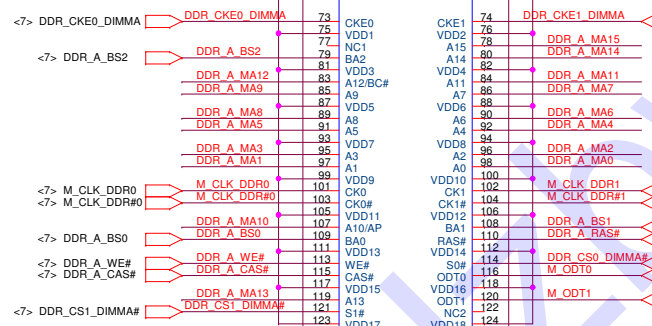 <7> DDR_CKE0_DIMMA DDR_CKE0_DIMMA 73 CKE0 CKE1 74 DDR_CKE1_DIMMA
75 VDD1 VDD2 76
77 NC1 A15 78 DDR_A_MA15
<7> DDR_A_BS2 DDR_A_BS2 79 BA2 A14 80 DDR_A_MA14
81 VDD3 VDD4 82
DDR_A_MA12 83 A12/BC# A11 84 DDR_A_MA11
DDR_A_MA9 85 A9 A7 86 DDR_A_MA7
87 VDD5 VDD6 88
DDR_A_MA8 89 A8 A6 90 DDR_A_MA6
DDR_A_MA5 91 A5 A4 92 DDR_A_MA4
93 VDD7 VDD8 94
DDR_A_MA3 95 A3 A2 96 DDR_A_MA2
DDR_A_MA1 97 A1 A0 98 DDR_A_MA0
99 VDD9 VDD10 100
<7> M_CLK_DDR0 M_CLK_DDR0 101 CK0 CK1 102 M_CLK_DDR1
<7> M_CLK_DDR#0 M_CLK_DDR#0 103 CK0# CK1# 104 M_CLK_DDR#1
105 VDD11 VDD12 106
DDR_A_MA10 107 A10/AP BA1 108 DDR_A_BS1
<7> DDR_A_BS0 DDR_A_BS0 109 BA0 RAS# 110 DDR_A_RAS#
111 VDD13 VDD14 112
<7> DDR_A_WE# DDR_A_WE# 113 WE# S0# 114 DDR_CS0_DIMMA#
<7> DDR_A_CAS# DDR_A_CAS# 115 CAS# ODT0 116 M_ODT0
117 VDD15 VDD16 118
DDR_A_MA13 119 A13 ODT1 120 M_ODT1
<7> DDR_CS1_DIMMA# DDR_CS1_DIMMA# 121 S1# NC2 122
123 VDD17 VDD18 124